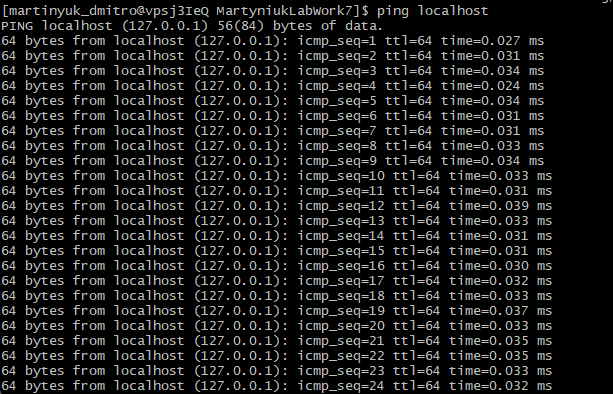 [martinyuk_dmitro@vpsj3IeQ MartyniukLabWork7]$ ping localhost
PING localhost (127.0.0.1) 56(84) bytes of data.
64 bytes from localhost (127.0.0.1): icmp_seq=1 ttl=64 time=0.027 ms
64 bytes from localhost (127.0.0.1): icmp_seq=2 ttl=64 time=0.031 ms
64 bytes from localhost (127.0.0.1): icmp_seq=3 ttl=64 time=0.034 ms
64 bytes from localhost (127.0.0.1): icmp_seq=4 ttl=64 time=0.024 ms
64 bytes from localhost (127.0.0.1): icmp_seq=5 ttl=64 time=0.034 ms
64 bytes from localhost (127.0.0.1): icmp_seq=6 ttl=64 time=0.031 ms
64 bytes from localhost (127.0.0.1): icmp_seq=7 ttl=64 time=0.031 ms
64 bytes from localhost (127.0.0.1): icmp_seq=8 ttl=64 time=0.033 ms
64 bytes from localhost (127.0.0.1): icmp_seq=9 ttl=64 time=0.034 ms
64 bytes from localhost (127.0.0.1): icmp_seq=10 ttl=64 time=0.033 ms
64 bytes from localhost (127.0.0.1): icmp_seq=11 ttl=64 time=0.031 ms
64 bytes from localhost (127.0.0.1): icmp_seq=12 ttl=64 time=0.039 ms
64 bytes from localhost (127.0.0.1): icmp_seq=13 ttl=64 time=0.033 ms
64 bytes from localhost (127.0.0.1): icmp_seq=14 ttl=64 time=0.031 ms
64 bytes from localhost (127.0.0.1): icmp_seq=15 ttl=64 time=0.031 ms
64 bytes from localhost (127.0.0.1): icmp_seq=16 ttl=64 time=0.030 ms
64 bytes from localhost (127.0.0.1): icmp_seq=17 ttl=64 time=0.032 ms
64 bytes from localhost (127.0.0.1): icmp_seq=18 ttl=64 time=0.033 ms
64 bytes from localhost (127.0.0.1): icmp_seq=19 ttl=64 time=0.037 ms
64 bytes from localhost (127.0.0.1): icmp_seq=20 ttl=64 time=0.033 ms
64 bytes from localhost (127.0.0.1): icmp_seq=21 ttl=64 time=0.035 ms
64 bytes from localhost (127.0.0.1): icmp_seq=22 ttl=64 time=0.035 ms
64 bytes from localhost (127.0.0.1): icmp_seq=23 ttl=64 time=0.033 ms
64 bytes from localhost (127.0.0.1): icmp_seq=24 ttl=64 time=0.032 ms